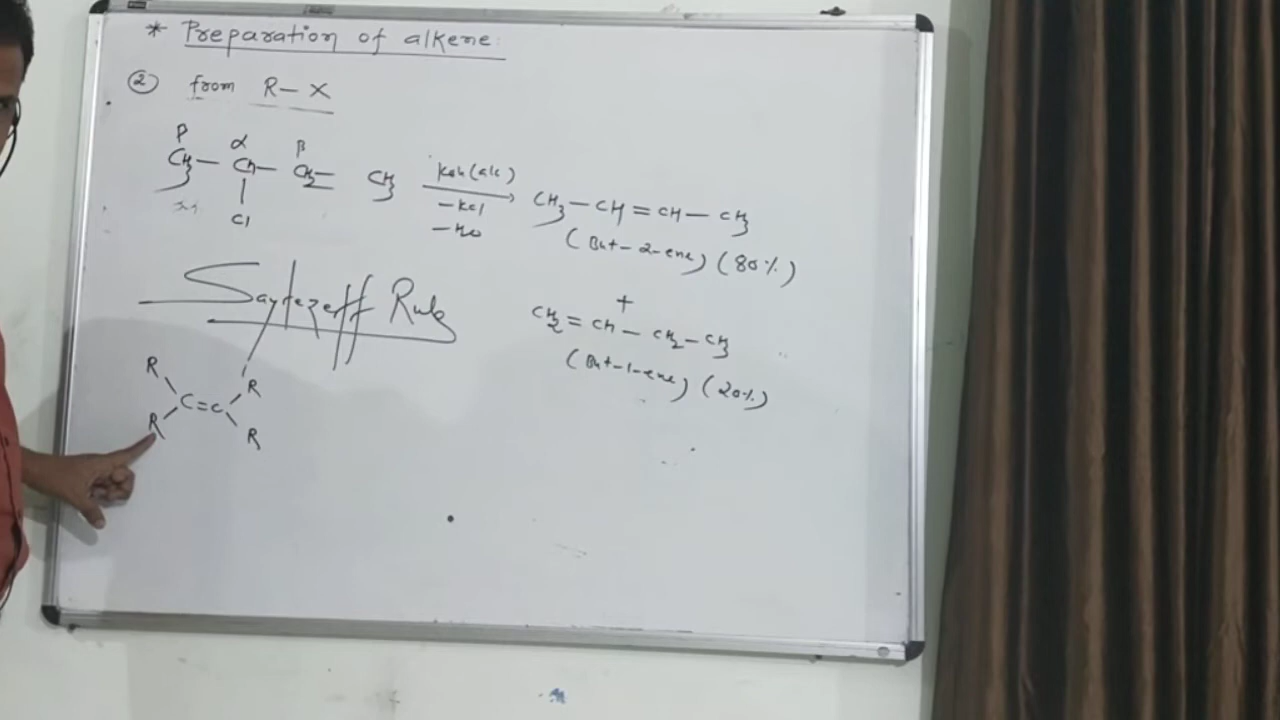 * Preparation of alkene:
② from R-X
β α β
CH3-CH-CH2-CH3
Cl
KOH(alc)
-KCl
-H2O
CH3-CH=CH-CH3
(But-2-ene) (80%)
+
CH2=CH-CH2-CH3
(But-1-ene) (20%)
Saytezeff Rule
R R
C=C
R R